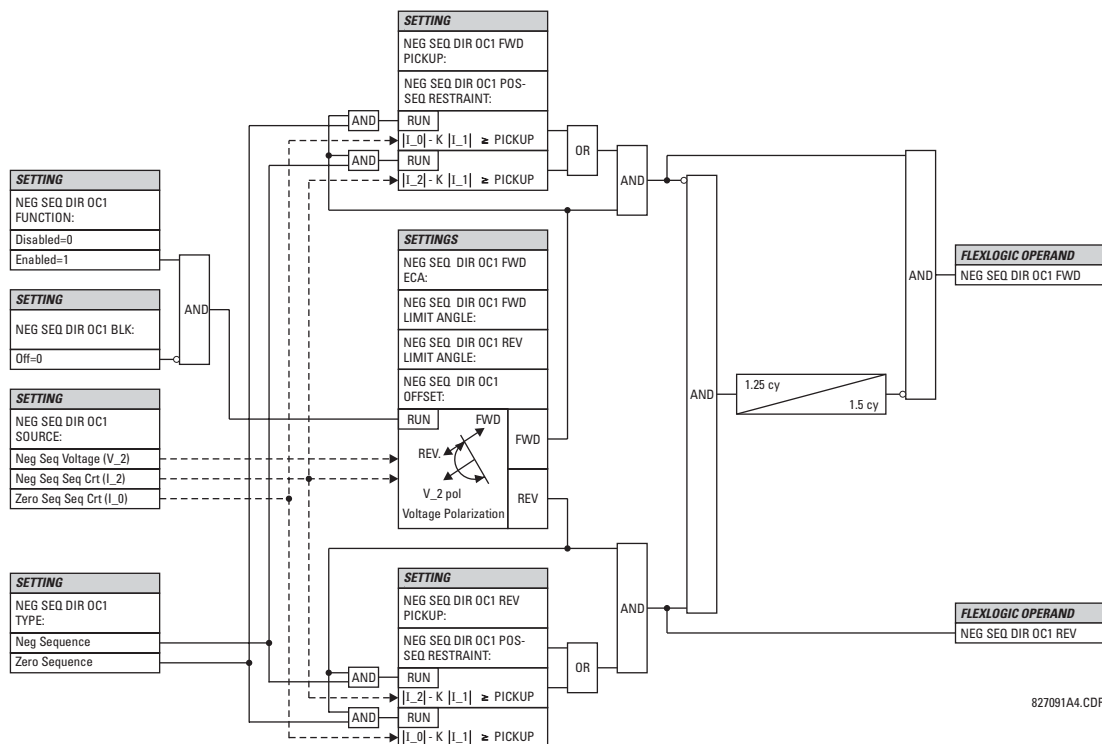 SETTING
NEG SEQ DIR OC1 FWD
PICKUP:
NEG SEQ DIR OC1 POS-
SEQ RESTRAINT:
AND
RUN
|I_0| - K |I_1| ≥ PICKUP
AND
RUN
|I_2| - K |I_1| ≥ PICKUP
OR
AND
SETTING
NEG SEQ DIR OC1
FUNCTION:
Disabled=0
Enabled=1
SETTING
NEG SEQ DIR OC1 BLK:
Off=0
AND
SETTING
NEG SEQ DIR OC1
SOURCE:
Neg Seq Voltage (V_2)
Neg Seq Seq Crt (I_2)
Zero Seq Seq Crt (I_0)
SETTING
NEG SEQ DIR OC1
TYPE:
Neg Sequence
Zero Sequence
SETTINGS
NEG SEQ DIR OC1 FWD
ECA:
NEG SEQ DIR OC1 FWD
LIMIT ANGLE:
NEG SEQ DIR OC1 REV
LIMIT ANGLE:
NEG SEQ DIR OC1
OFFSET:
RUN
FWD
REV.
V_2 pol
Voltage Polarization
FWD
REV
SETTING
NEG SEQ DIR OC1 REV
PICKUP:
NEG SEQ DIR OC1 POS-
SEQ RESTRAINT:
AND
RUN
|I_2| - K |I_1| ≥ PICKUP
AND
RUN
|I_0| - K |I_1| ≥ PICKUP
OR
AND
AND
1.25 cy
1.5 cy
AND
FLEXLOGIC OPERAND
NEG SEQ DIR OC1 FWD
FLEXLOGIC OPERAND
NEG SEQ DIR OC1 REV